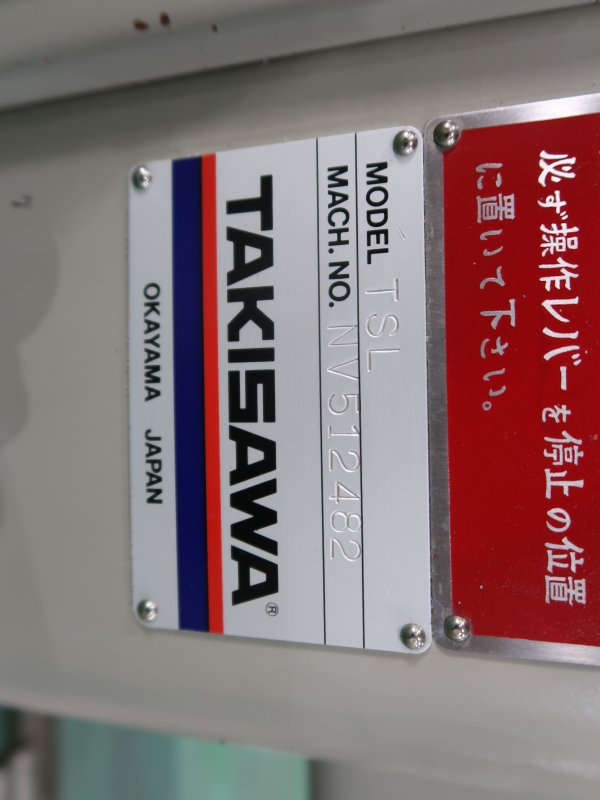 必ず操作レバーを停止の位置
に置いて下さい。
MODEL TSL
MACH. NO. NV512482
TAKISAWA®
OKAYAMA JAPAN